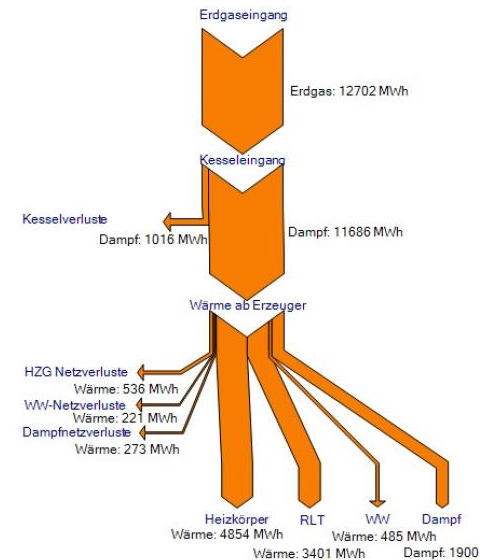 Erdgaseingang
Erdgas: 12702 MWh
Kesseleingang
Kesselverluste
Dampf: 1016 MWh
Dampf: 11686 MWh
Wärme ab Erzeuger
HZG Netzverluste
Wärme: 536 MWh
WW-Netzverluste
Wärme: 221 MWh
Dampfnetzverluste
Wärme: 273 MWh
Heizkörper
RLT
WW
Dampf
Wärme: 4854 MWh
Wärme: 485 MWh
Wärme: 3401 MWh
Dampf: 1900